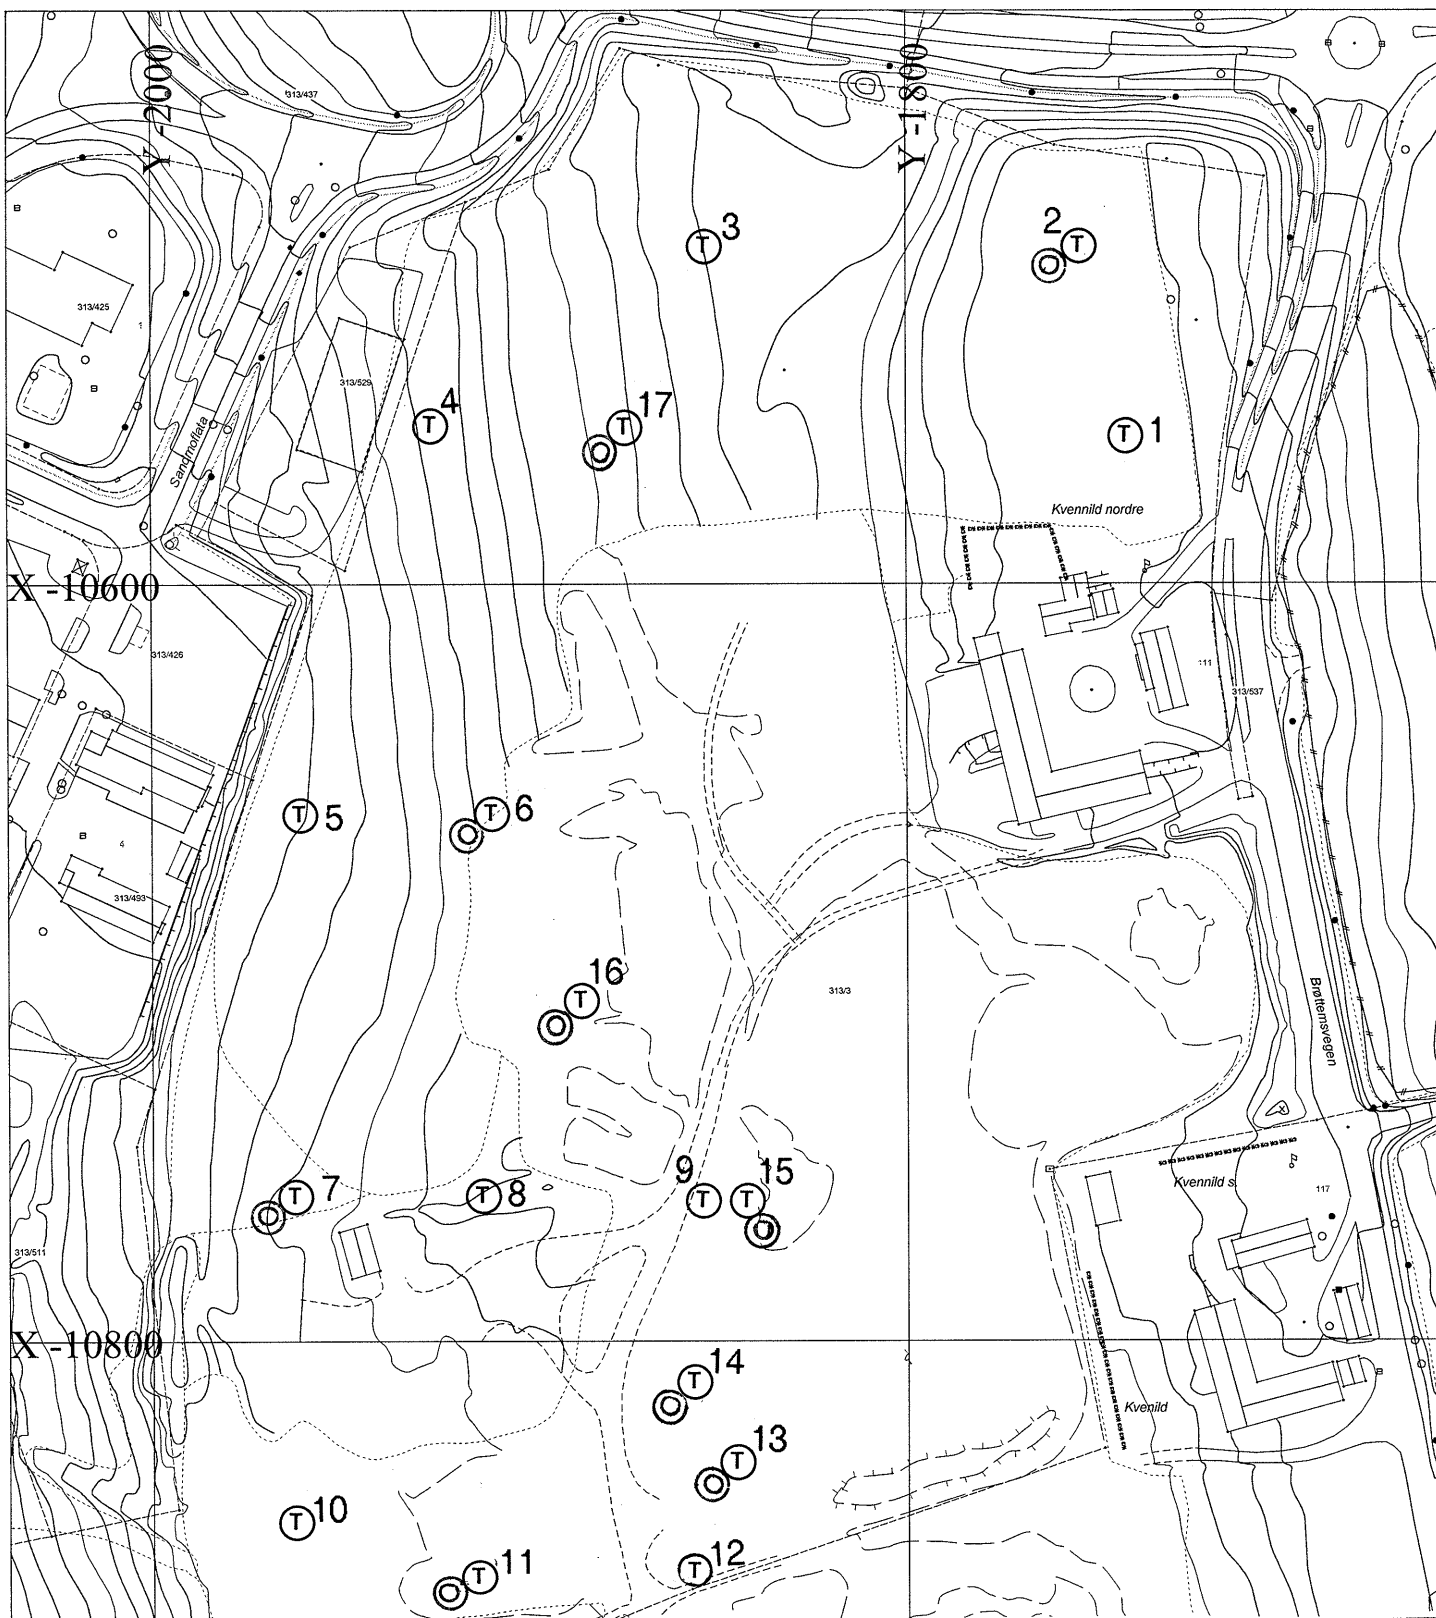 Y -2000
Y -1800
313/437
T 3
2 T
313/425
1
313/529
T 4
T 17
T 1
Sandmoflata
Kvennild nordre
X -10600
313/426
111
313/537
T 5
T 6
4
313/493
T 16
313/3
Brøttemsvegen
T 7
T 8
9 T
T 15
Kvennild s.
117
313/511
X -10800
T 14
Kvenild
T 13
T 10
T 11
T 12